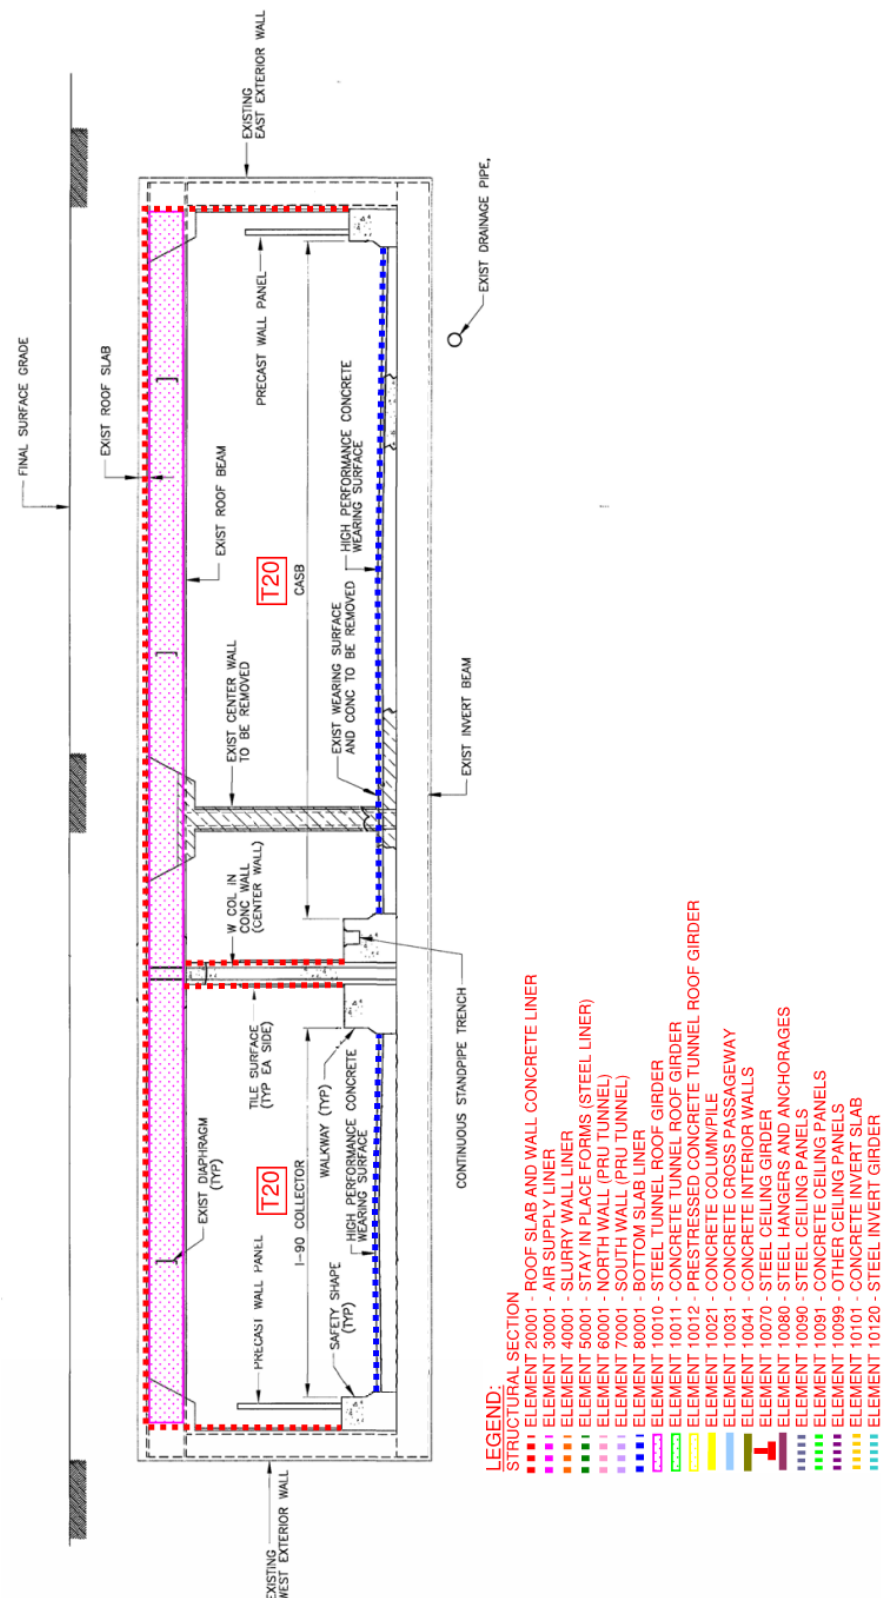 FINAL SURFACE GRADE
EXIST ROOF SLAB
EXISTING
EAST EXTERIOR WALL
EXIST ROOF BEAM
PRECAST WALL PANEL
EXIST DRAINAGE PIPE,
T20
CASB
HIGH PERFORMANCE CONCRETE
WEARING SURFACE
EXIST CENTER WALL
TO BE REMOVED
EXIST WEARING SURFACE
AND CONC TO BE REMOVED
EXIST INVERT BEAM
W COL IN
CONC WALL
(CENTER WALL)
CONTINUOUS STANDPIPE TRENCH
TILE SURFACE
(TYP EA SIDE)
WALKWAY (TYP)
EXIST DIAPHRAGM
(TYP)
T20
I-90 COLLECTOR
HIGH PERFORMANCE CONCRETE
WEARING SURFACE
PRECAST WALL PANEL
SAFETY SHAPE
(TYP)
EXISTING
WEST EXTERIOR WALL
LEGEND:
STRUCTURAL SECTION
ELEMENT 20001 - ROOF SLAB AND WALL CONCRETE LINER
ELEMENT 30001 - AIR SUPPLY LINER
ELEMENT 40001 - SLURRY WALL LINER
ELEMENT 50001 - STAY IN PLACE FORMS (STEEL LINER)
ELEMENT 60001 - NORTH WALL (PRU TUNNEL)
ELEMENT 70001 - SOUTH WALL (PRU TUNNEL)
ELEMENT 80001 - BOTTOM SLAB LINER
ELEMENT 10010 - STEEL TUNNEL ROOF GIRDER
ELEMENT 10011 - CONCRETE TUNNEL ROOF GIRDER
ELEMENT 10012 - PRESTRESSED CONCRETE TUNNEL ROOF GIRDER
ELEMENT 10021 - CONCRETE COLUMN/PILE
ELEMENT 10031 - CONCRETE CROSS PASSAGEWAY
ELEMENT 10041 - CONCRETE INTERIOR WALLS
ELEMENT 10070 - STEEL CEILING GIRDER
ELEMENT 10080 - STEEL HANGERS AND ANCHORAGES
ELEMENT 10090 - STEEL CEILING PANELS
ELEMENT 10091 - CONCRETE CEILING PANELS
ELEMENT 10099 - OTHER CEILING PANELS
ELEMENT 10101 - CONCRETE INVERT SLAB
ELEMENT 10120 - STEEL INVERT GIRDER